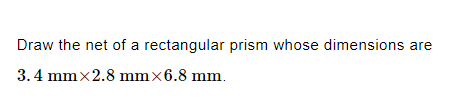 Draw the net of a rectangular prism whose dimensions are
3. 4 mm×2.8 mm×6.8 mm.